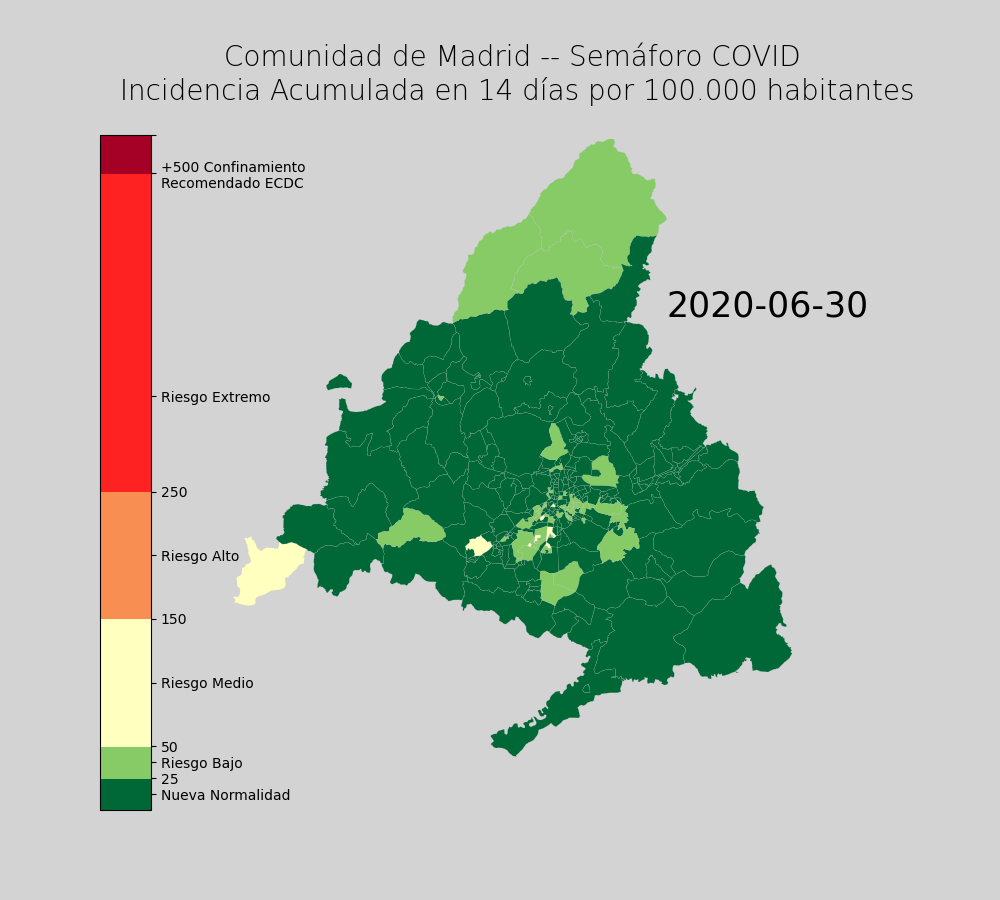 Comunidad de Madrid -- Semáforo COVID
Incidencia Acumulada en 14 días por 100.000 habitantes
+500 Confinamiento
Recomendado ECDC
2020-06-30
Riesgo Extremo
250
Riesgo Alto
150
Riesgo Medio
50
Riesgo Bajo
25
Nueva Normalidad